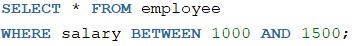 SELECT * FROM employee
WHERE salary BETWEEN 1000 AND 1500;